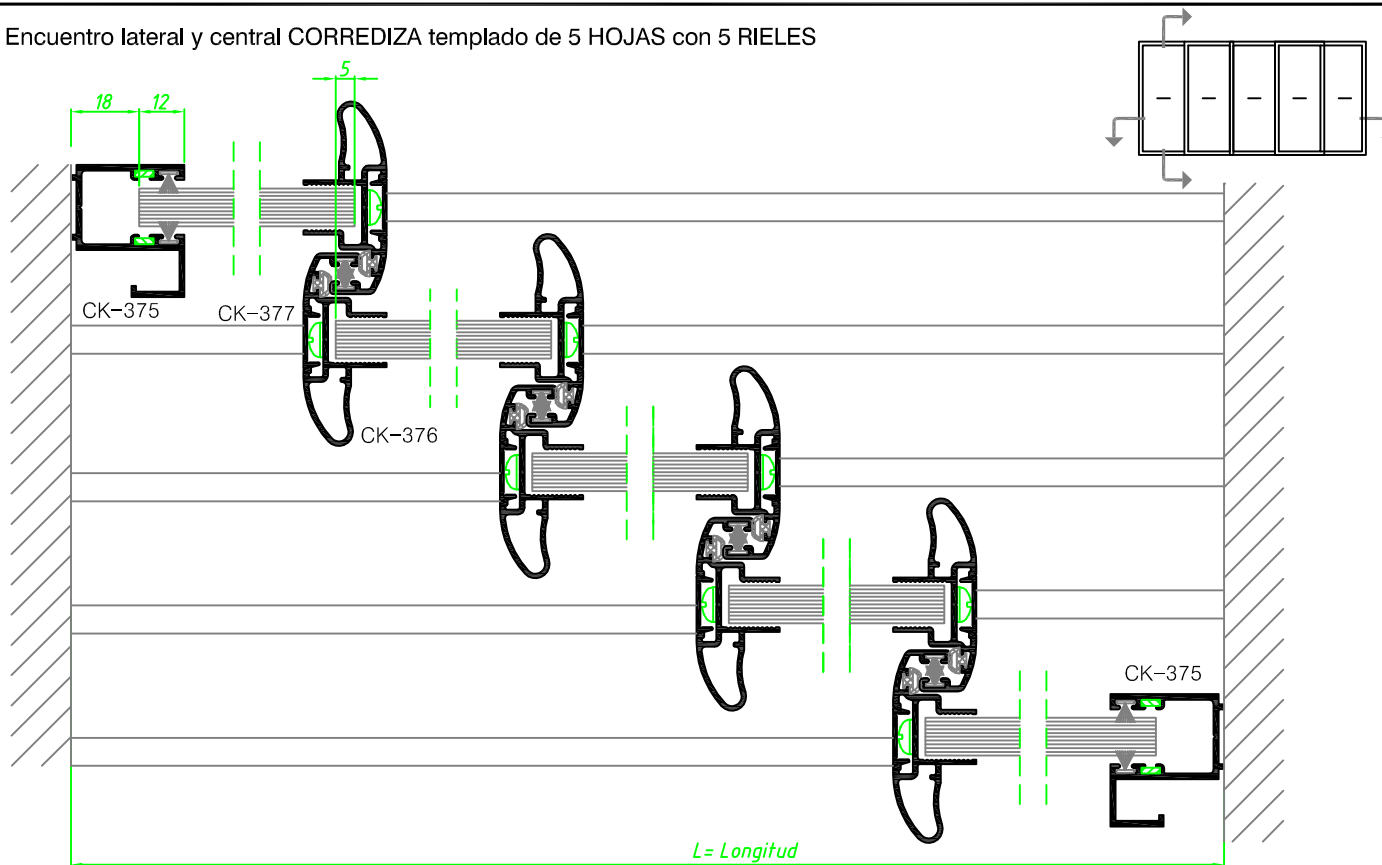 Encuentro lateral y central CORREDIZA templado de 5 HOJAS con 5 RIELES
5
18
12
CK-375
CK-377
CK-376
CK-375
L= Longitud